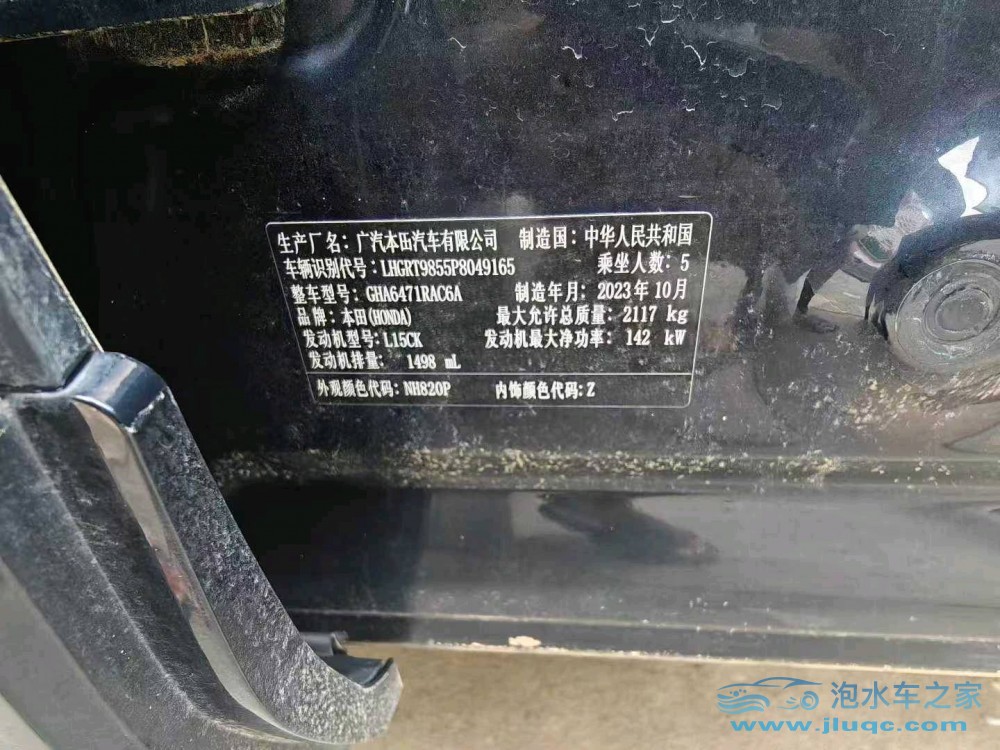 生产厂名：广汽本田汽车有限公司 制造国：中华人民共和国
车辆识别代号：LHGRT9855P8049165 乘坐人数：5
整车型号：GHA6471RAC6A 制造年月：2023年10月
品牌：本田(HONDA) 最大允许总质量：2117 kg
发动机型号：L15CK 发动机最大净功率：142 kW
发动机排量：1498 mL
外观颜色代码：NH820P 内饰颜色代码：Z
泡水车之家
www.jluqc.com